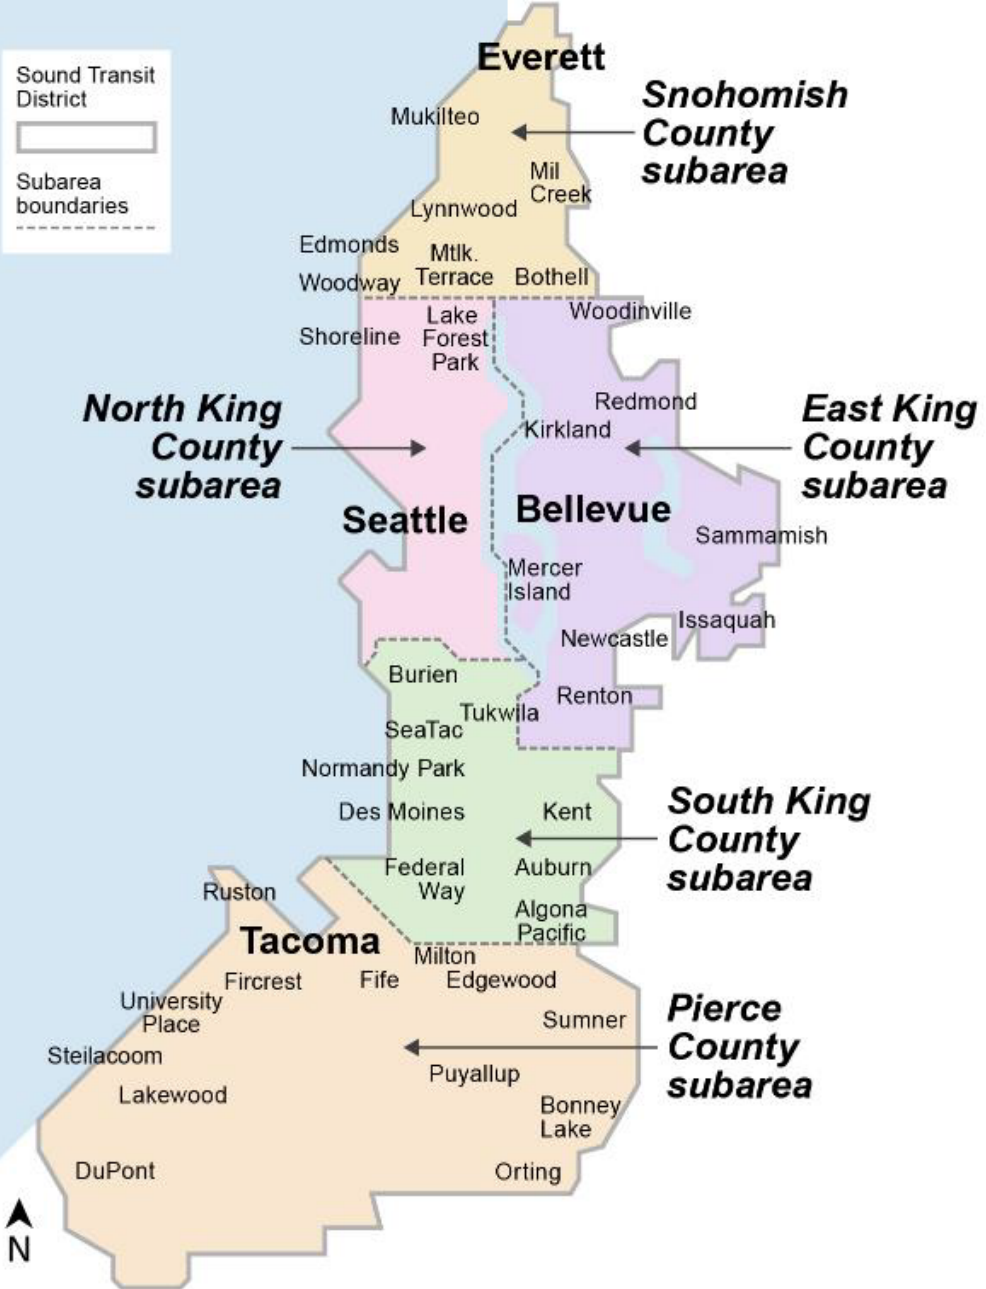 Sound Transit
District
Subarea
boundaries
Everett
Snohomish
County
subarea
Mukilteo
Mil
Creek
Lynnwood
Edmonds
Mtlk.
Terrace
Bothell
Woodway
Woodinville
Shoreline
Lake
Forest
Park
North King
County
subarea
Redmond
Kirkland
East King
County
subarea
Seattle
Bellevue
Sammamish
Mercer
Island
Issaquah
Newcastle
Burien
Renton
Tukwila
SeaTac
Normandy Park
Des Moines
Kent
South King
County
subarea
Federal
Way
Auburn
Algona
Pacific
Ruston
Tacoma
Milton
Fircrest
Fife
Edgewood
University
Place
Sumner
Pierce
County
subarea
Steilacoom
Puyallup
Lakewood
Bonney
Lake
DuPont
Orting
N